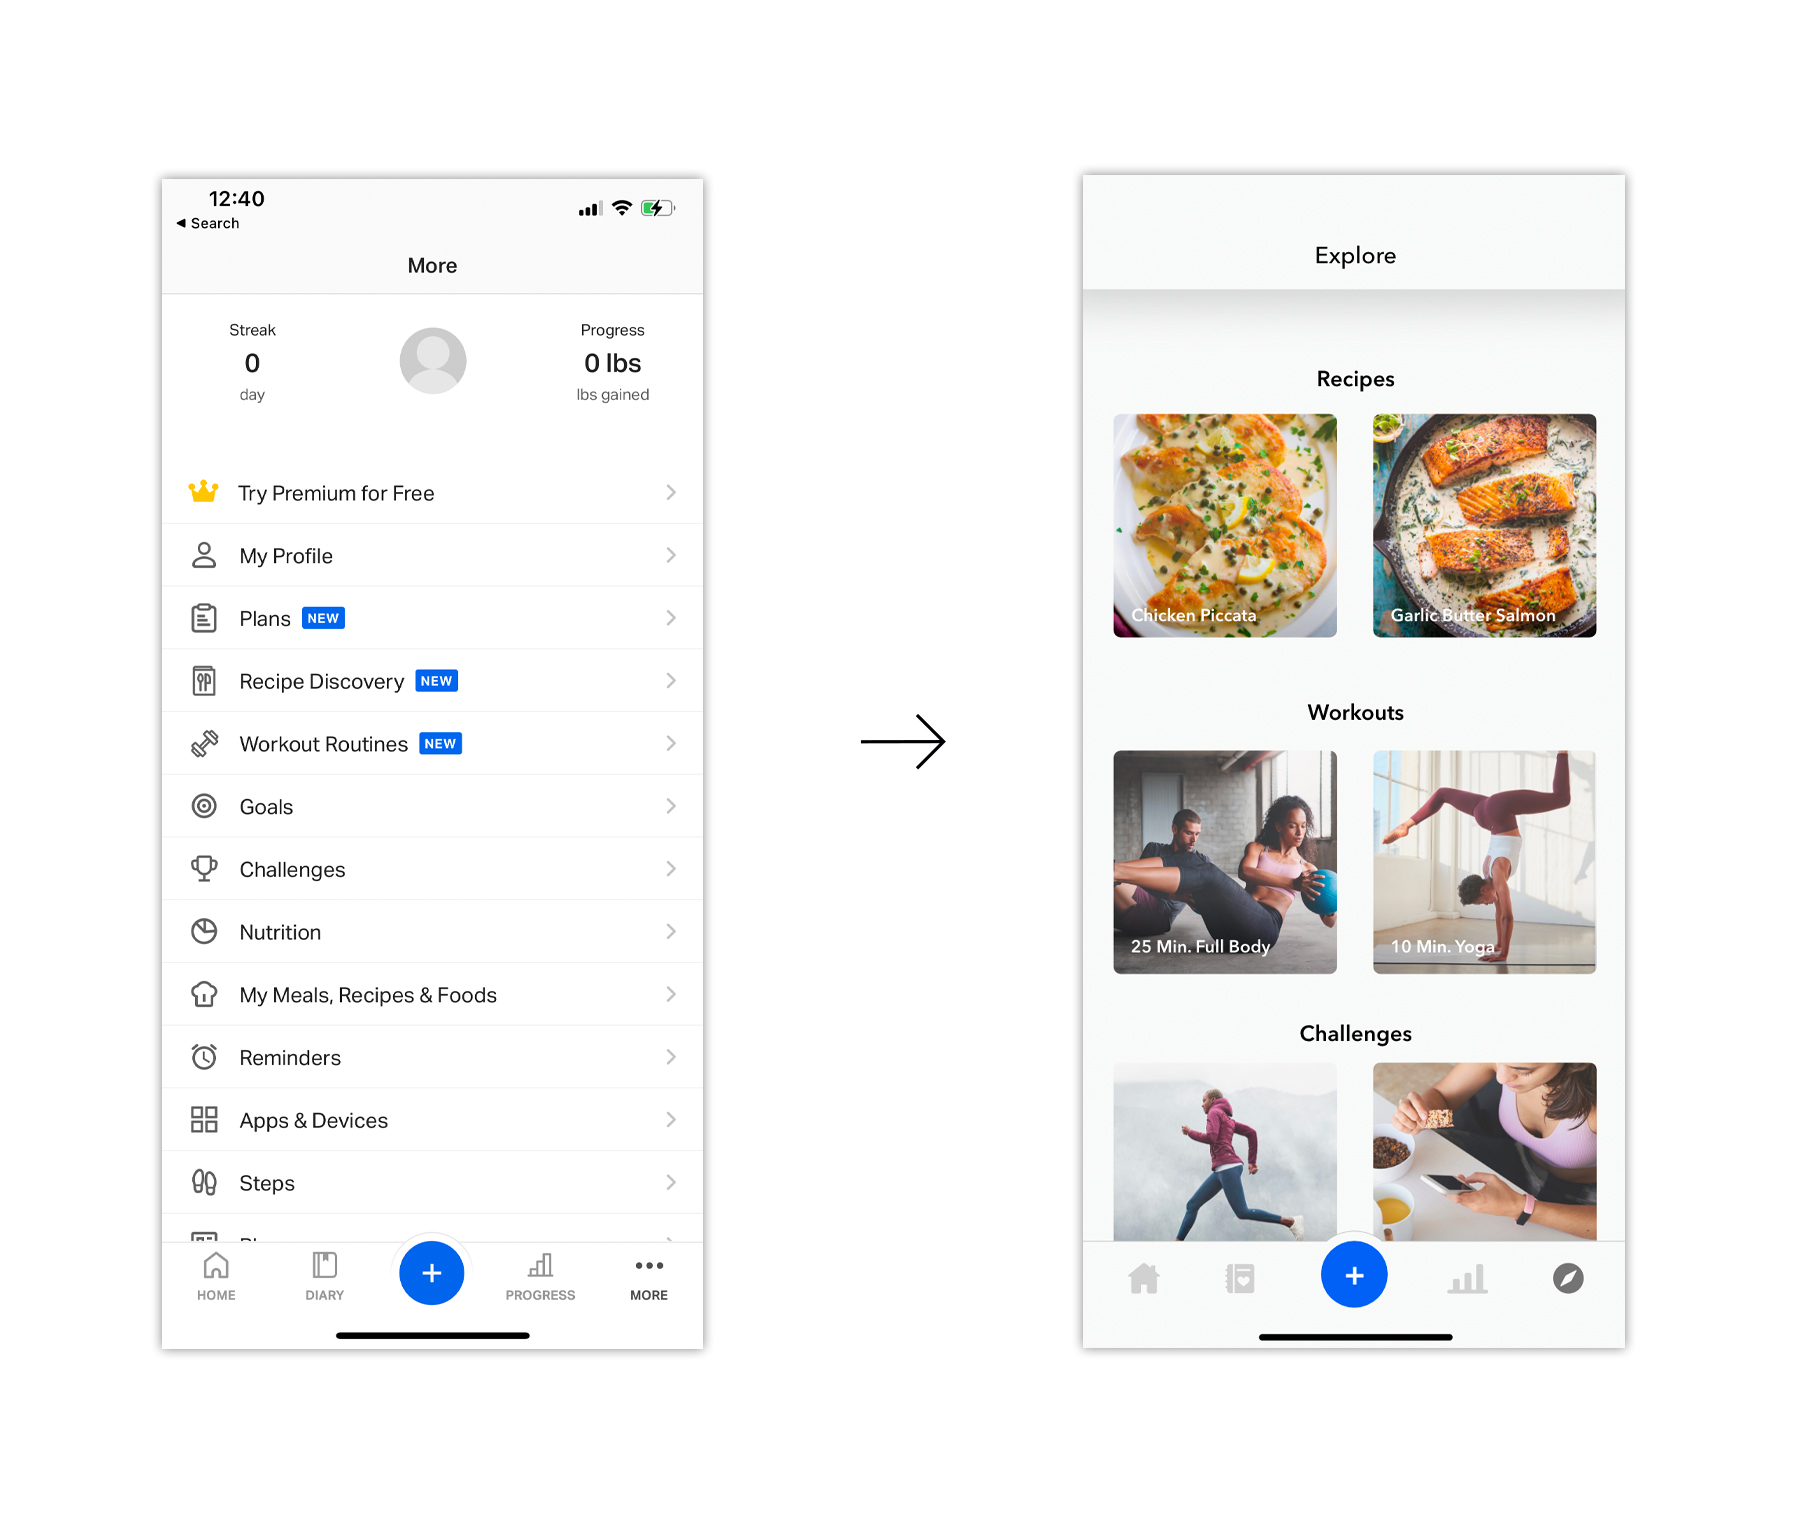 12:40
Search
More
Streak
0
day
Progress
0 lbs
lbs gained
Try Premium for Free
My Profile
Plans NEW
Recipe Discovery NEW
Workout Routines NEW
Goals
Challenges
Nutrition
My Meals, Recipes & Foods
Reminders
Apps & Devices
Steps
HOME
DIARY
PROGRESS
MORE
Explore
Recipes
Chicken Piccata
Garlic Butter Salmon
Workouts
25 Min. Full Body
10 Min. Yoga
Challenges